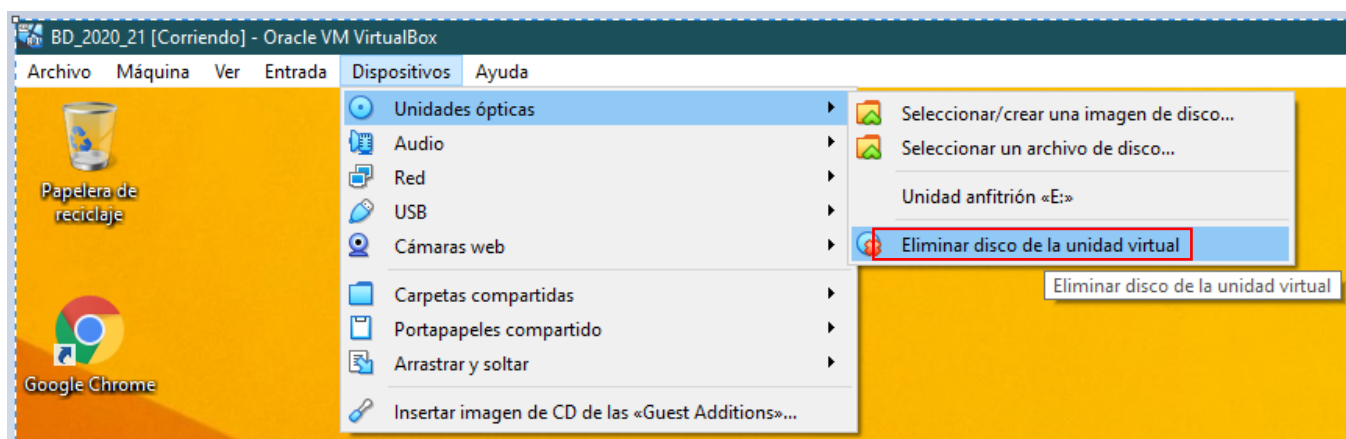 BD_2020_21 [Corriendo] - Oracle VM VirtualBox
Archivo Máquina Ver Entrada Dispositivos Ayuda
Unidades ópticas
Audio
Red
USB
Cámaras web
Carpetas compartidas
Portapapeles compartido
Arrastrar y soltar
Insertar imagen de CD de las «Guest Additions»...
Seleccionar/crear una imagen de disco...
Seleccionar un archivo de disco...
Unidad anfitrión «E:»
Eliminar disco de la unidad virtual
Eliminar disco de la unidad virtual
Papelera de
reciclaje
Google Chrome